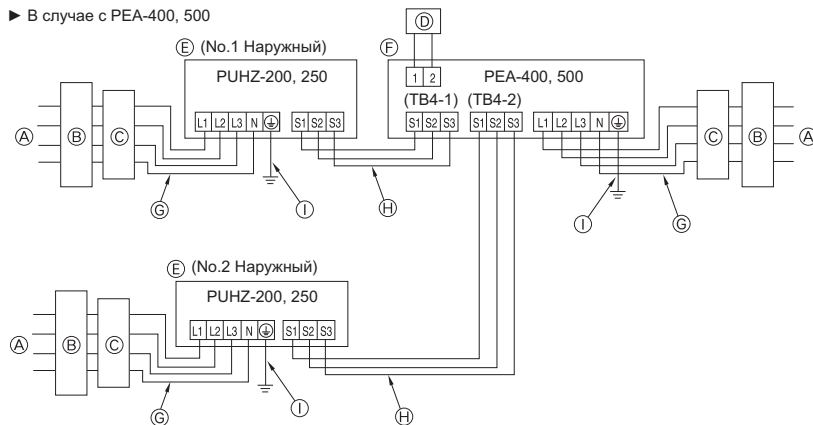 ► В случае с PEA-400, 500
D
E (No.1 Наружный)
F
PUHZ-200, 250
1 2
PEA-400, 500
(TB4-1) (TB4-2)
L1 L2 L3 N S1 S2 S3
S1 S2 S3 S1 S2 S3 L1 L2 L3 N
A B C
C B A
G I H I G
E (No.2 Наружный)
PUHZ-200, 250
L1 L2 L3 N S1 S2 S3
A B C
G I H